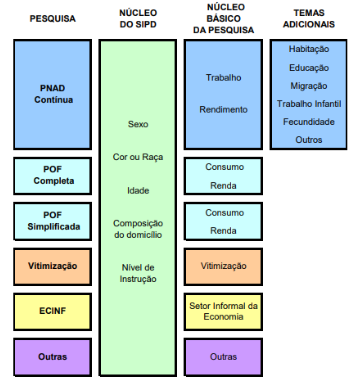 PESQUISA
NÚCLEO
DO SIPD
NÚCLEO
BÁSICO
DA PESQUISA
TEMAS
ADICIONAIS
PNAD
Contínua
Sexo
Cor ou Raça
Idade
Composição
do domicílio
Nível de
Instrução
Trabalho
Rendimento
Habitação
Educação
Migração
Trabalho Infantil
Fecundidade
Outros
POF
Completa
Consumo
Renda
POF
Simplificada
Consumo
Renda
Vitimização
Vitimização
ECINF
Setor Informal da
Economia
Outras
Outras